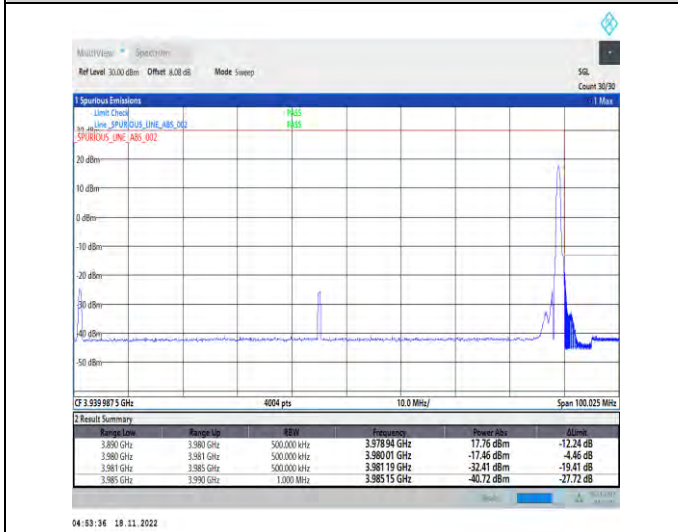 MultiView Spectrum
Ref Level 30.00 dBm Offset 8.08 dB Mode Sweep SGL
Count 30/30
1 Spurious Emissions 1 Max
Limit Check PASS
Line _SPURIOUS_LINE_ABS_002 PASS
_SPURIOUS_LINE_ABS_002
20 dBm
10 dBm
0 dBm
-10 dBm
-20 dBm
-30 dBm
-40 dBm
-50 dBm
CF 3.939 987 5 GHz 4004 pts 10.0 MHz/ Span 100.025 MHz
2 Result Summary
Range Low Range Up RBW Frequency Power Abs ΔLimit
3.890 GHz 3.980 GHz 500.000 kHz 3.978 94 GHz 17.76 dBm -12.24 dB
3.980 GHz 3.981 GHz 500.000 kHz 3.980 01 GHz -17.46 dBm -4.46 dB
3.981 GHz 3.985 GHz 500.000 kHz 3.981 19 GHz -32.41 dBm -19.41 dB
3.985 GHz 3.990 GHz 1.000 MHz 3.985 15 GHz -40.72 dBm -27.72 dB
04:53:36 18.11.2022